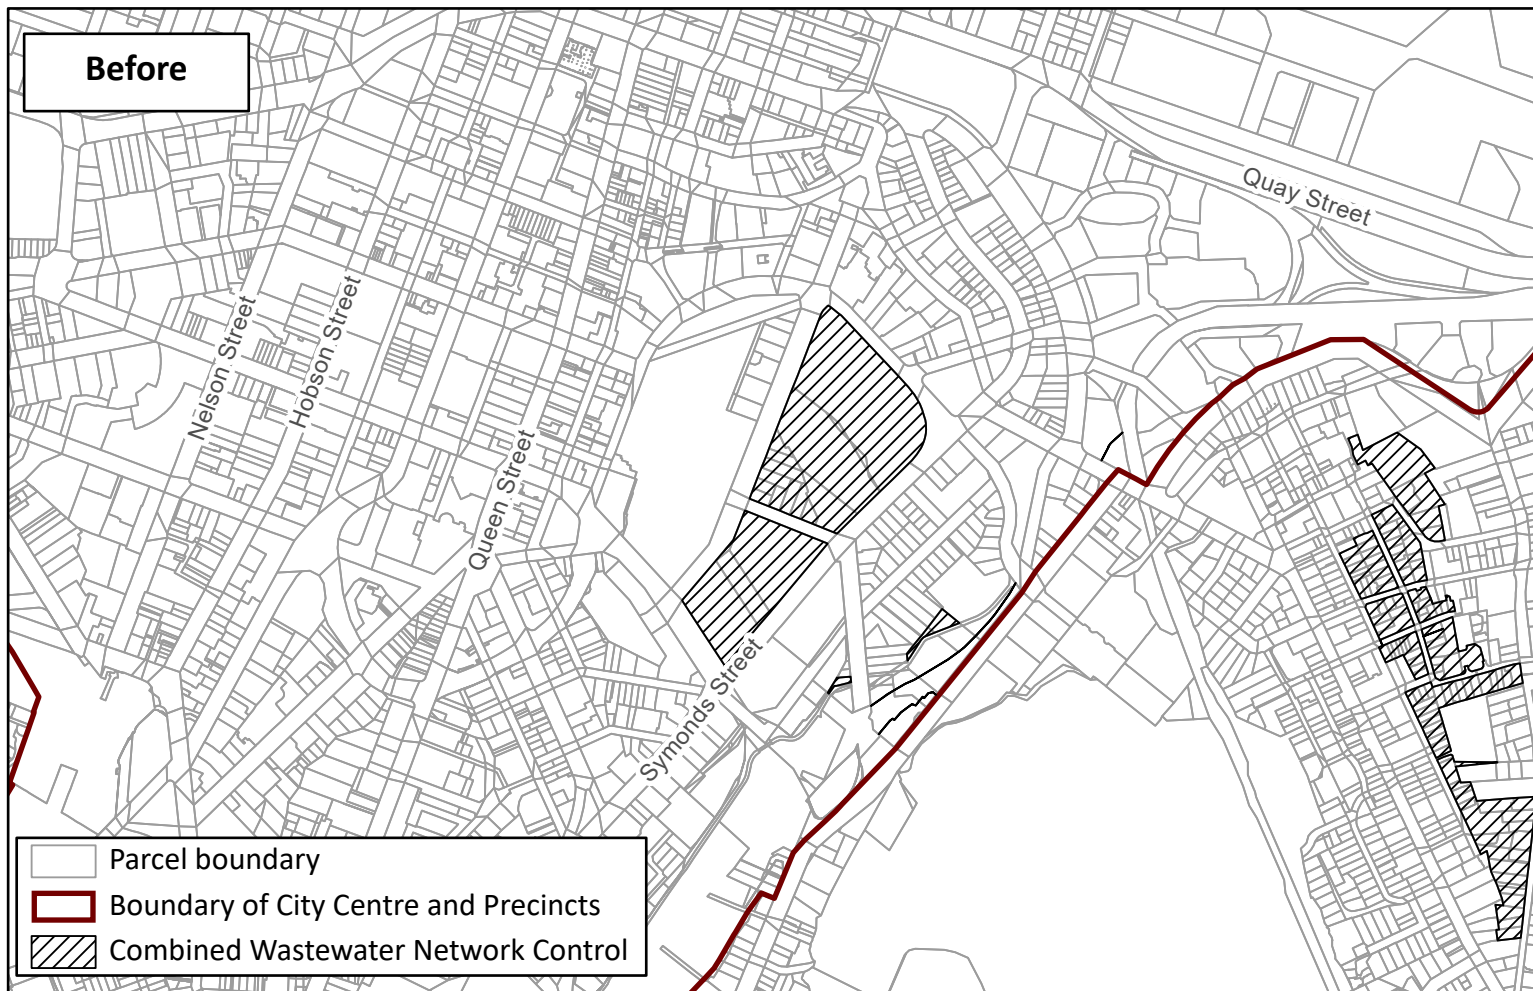 Before
Quay Street
Nelson Street
Hobson Street
Queen Street
Symonds Street
Parcel boundary
Boundary of City Centre and Precincts
Combined Wastewater Network Control